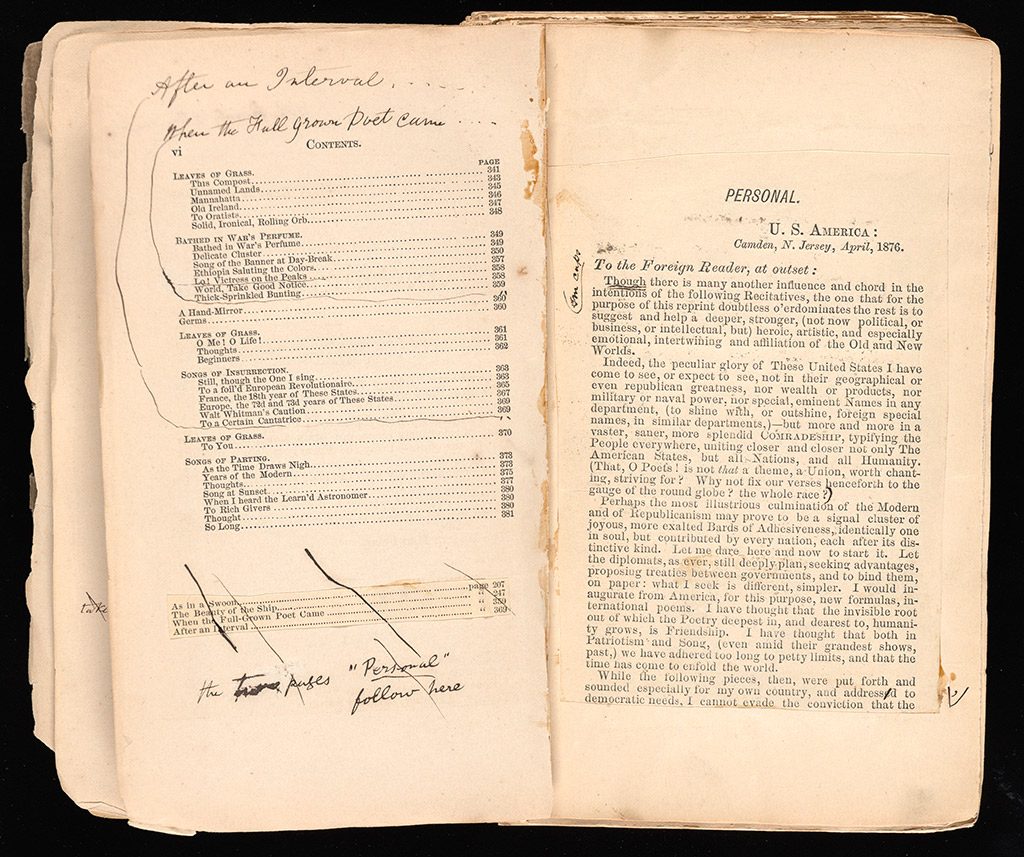 After an Interval. . . . . .
When the Full Grown Poet came . . . .
vi CONTENTS.
PAGE
LEAVES OF GRASS. 341
This Compost 343
Unnamed Lands 345
Mannahatta 346
Old Ireland 347
To Oratists 348
Solid, Ironical, Rolling Orb
BATHED IN WAR'S PERFUME. 349
Bathed in War's Perfume 349
Delicate Cluster 350
Song of the Banner at Day-Break 357
Ethiopia Saluting the Colors 358
Lo! Victress on the Peaks 358
World, Take Good Notice 359
Thick-Sprinkled Bunting 360
A Hand-Mirror 360
Germs
LEAVES OF GRASS. 361
O Me! O Life! 361
Thoughts 362
Beginners
SONGS OF INSURRECTION. 363
Still, though the One I sing 363
To a foil'd European Revolutionaire 365
France, the 18th year of These States 367
Europe, the 72d and 73d years of These States 369
Walt Whitman's Caution 369
To a Certain Cantatrice
LEAVES OF GRASS. 370
To You
SONGS OF PARTING. 373
As the Time Draws Nigh 373
Years of the Modern 375
Thoughts 377
Song at Sunset 380
When I heard the Learn'd Astronomer 380
To Rich Givers 380
Thought 381
So Long
As in a Swoon page 207
The Beauty of the Ship " 247
When the Full-Grown Poet Came " 359
After an Interval " 369
the two pages "Personal"
follow here
take
PERSONAL.
U. S. AMERICA:
Camden, N. Jersey, April, 1876.
To the Foreign Reader, at outset:
om caps
Though there is many another influence and chord in the
intentions of the following Recitatives, the one that for the
purpose of this reprint doubtless o'erdominates the rest is to
suggest and help a deeper, stronger, (not now political, or
business, or intellectual, but) heroic, artistic, and especially
emotional, intertwining and affiliation of the Old and New
Worlds.
Indeed, the peculiar glory of These United States I have
come to see, or expect to see, not in their geographical or
even republican greatness, nor wealth or products, nor
military or naval power, nor special, eminent Names in any
department, (to shine with, or outshine, foreign special
names, in similar departments,)—but more and more in a
vaster, saner, more splendid COMRADESHIP, typifying the
People everywhere, uniting closer and closer not only The
American States, but all Nations, and all Humanity.
(That, O Poets! is not that a theme, a Union, worth chant-
ing, striving for? Why not fix our verses henceforth to the
gauge of the round globe? the whole race?)
Perhaps the most illustrious culmination of the Modern
and of Republicanism may prove to be a signal cluster of
joyous, more exalted Bards of Adhesiveness, identically one
in soul, but contributed by every nation, each after its dis-
tinctive kind. Let me dare here and now to start it. Let
the diplomats, as ever, still deeply plan, seeking advantages,
proposing treaties between governments, and to bind them,
on paper: what I seek is different, simpler. I would in-
augurate from America, for this purpose, new formulas, in-
ternational poems. I have thought that the invisible root
out of which the Poetry deepest in, and dearest to, humani-
ty grows, is Friendship. I have thought that both in
Patriotism and Song, (even amid their grandest shows,
past,) we have adhered too long to petty limits, and that the
time has come to enfold the world.
While the following pieces, then, were put forth and
sounded especially for my own country, and addressed to
democratic needs, I cannot evade the conviction that the